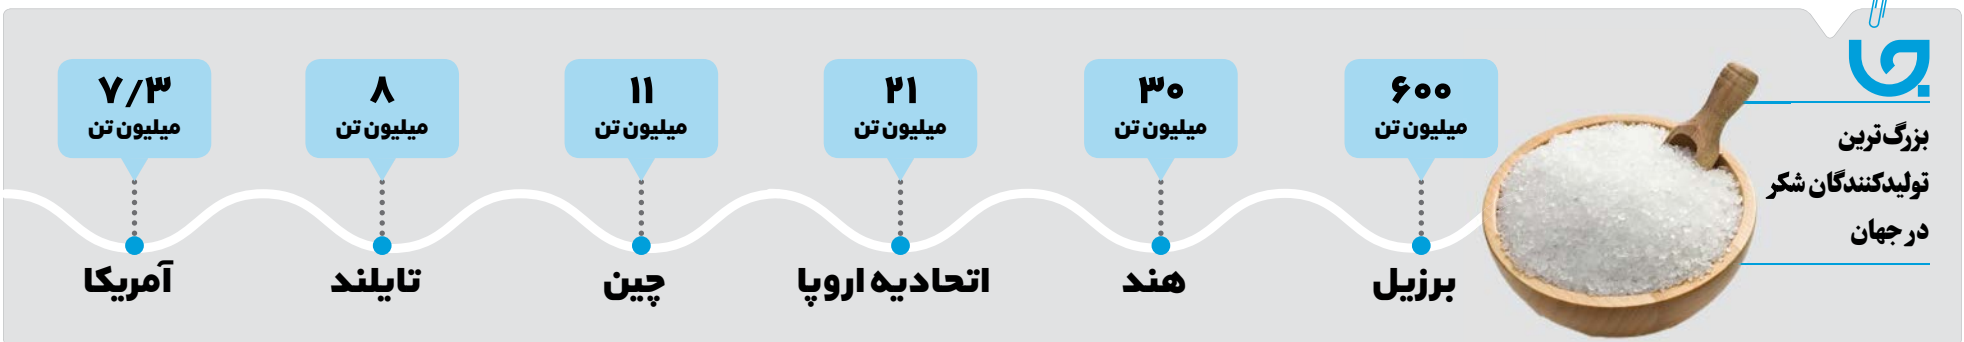 بزرگ‌ترین
تولیدکنندگان شکر
در جهان
۶۰۰
میلیون تن
برزیل
۳۰
میلیون تن
هند
۲۱
میلیون تن
اتحادیه اروپا
۱۱
میلیون تن
چین
۸
میلیون تن
تایلند
۷/۳
میلیون تن
آمریکا